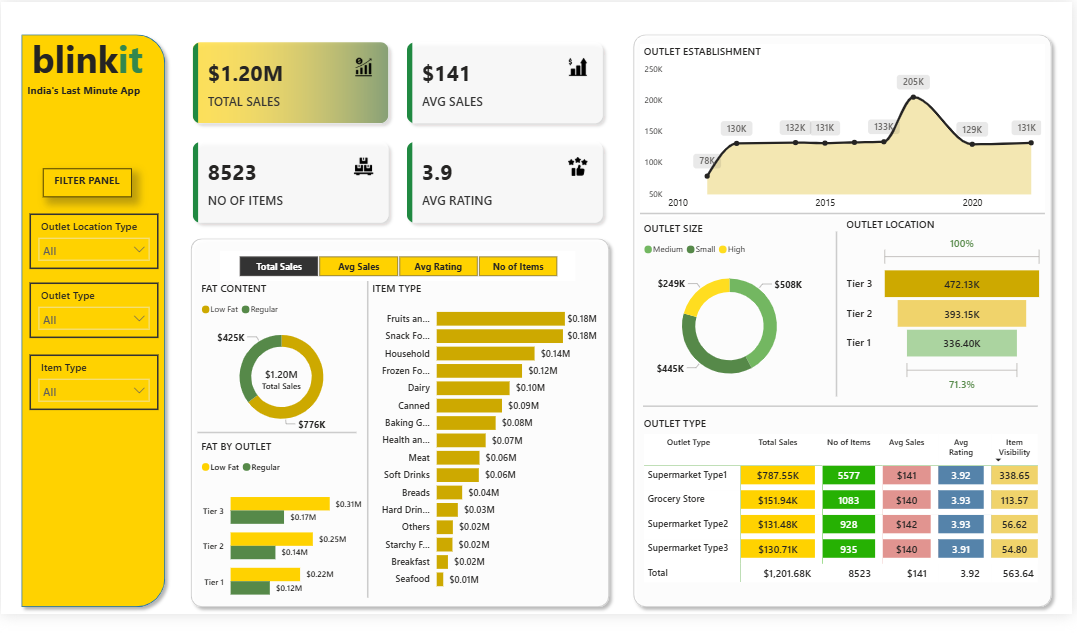 blinkit
India's Last Minute App
FILTER PANEL
Outlet Location Type
All
Outlet Type
All
Item Type
All
$1.20M
TOTAL SALES
$141
AVG SALES
8523
NO OF ITEMS
3.9
AVG RATING
Total Sales Avg Sales Avg Rating No of Items
FAT CONTENT
Low Fat Regular
$425K
$1.20M
Total Sales
$776K
FAT BY OUTLET
Low Fat Regular
Tier 3 $0.31M
$0.17M
Tier 2 $0.25M
$0.14M
Tier 1 $0.22M
$0.12M
ITEM TYPE
Fruits an... $0.18M
Snack Fo... $0.18M
Household $0.14M
Frozen Fo... $0.12M
Dairy $0.10M
Canned $0.09M
Baking G... $0.08M
Health an... $0.07M
Meat $0.06M
Soft Drinks $0.06M
Breads $0.04M
Hard Drin... $0.03M
Others $0.02M
Starchy F... $0.02M
Breakfast $0.02M
Seafood $0.01M
OUTLET ESTABLISHMENT
250K
200K
150K
100K
50K
78K 130K 132K 131K 133K 205K 129K 131K
2010 2015 2020
OUTLET SIZE
Medium Small High
$249K $508K
$445K
OUTLET LOCATION
100%
Tier 3 472.13K
Tier 2 393.15K
Tier 1 336.40K
71.3%
OUTLET TYPE
Outlet Type Total Sales No of Items Avg Sales Avg Rating Item Visibility
Supermarket Type1 $787.55K 5577 $141 3.92 338.65
Grocery Store $151.94K 1083 $140 3.93 113.57
Supermarket Type2 $131.48K 928 $142 3.93 56.62
Supermarket Type3 $130.71K 935 $140 3.91 54.80
Total $1,201.68K 8523 $141 3.92 563.64